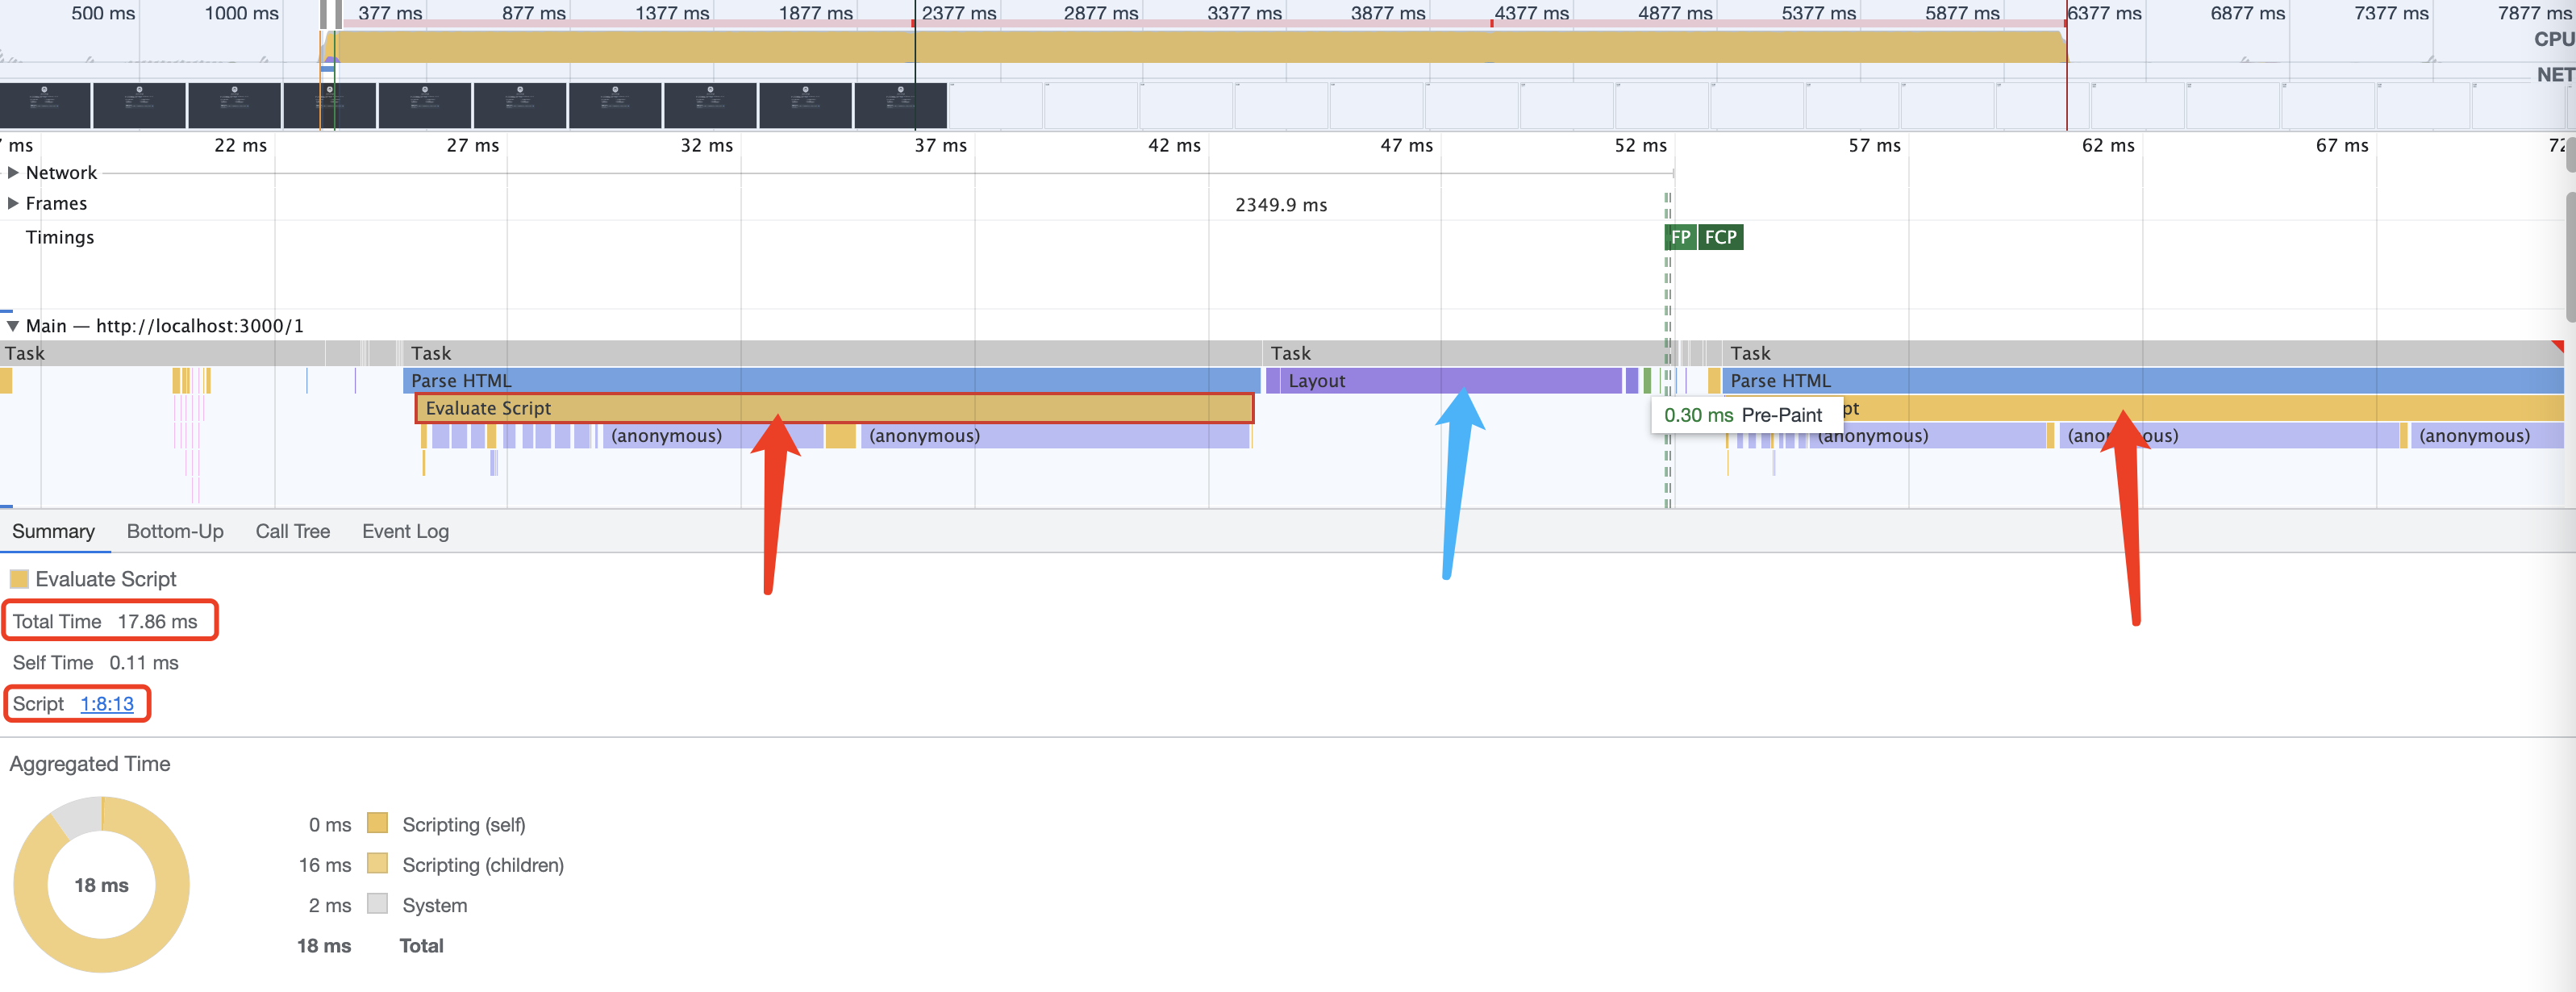 500 ms 1000 ms 377 ms 877 ms 1377 ms 1877 ms 2377 ms 2877 ms 3377 ms 3877 ms 4377 ms 4877 ms 5377 ms 5877 ms 6377 ms 6877 ms 7377 ms 7877 ms
CPU
NET
ms 22 ms 27 ms 32 ms 37 ms 42 ms 47 ms 52 ms 57 ms 62 ms 67 ms 72
Network
Frames 2349.9 ms
Timings FP FCP
Main — http://localhost:3000/1
Task Task Task Task
Parse HTML Layout Parse HTML
Evaluate Script pt
0.30 ms Pre-Paint
(anonymous) (anonymous) (anonymous) (anonymous) (anonymous)
Summary Bottom-Up Call Tree Event Log
Evaluate Script
Total Time 17.86 ms
Self Time 0.11 ms
Script 1:8:13
Aggregated Time
18 ms
0 ms Scripting (self)
16 ms Scripting (children)
2 ms System
18 ms Total